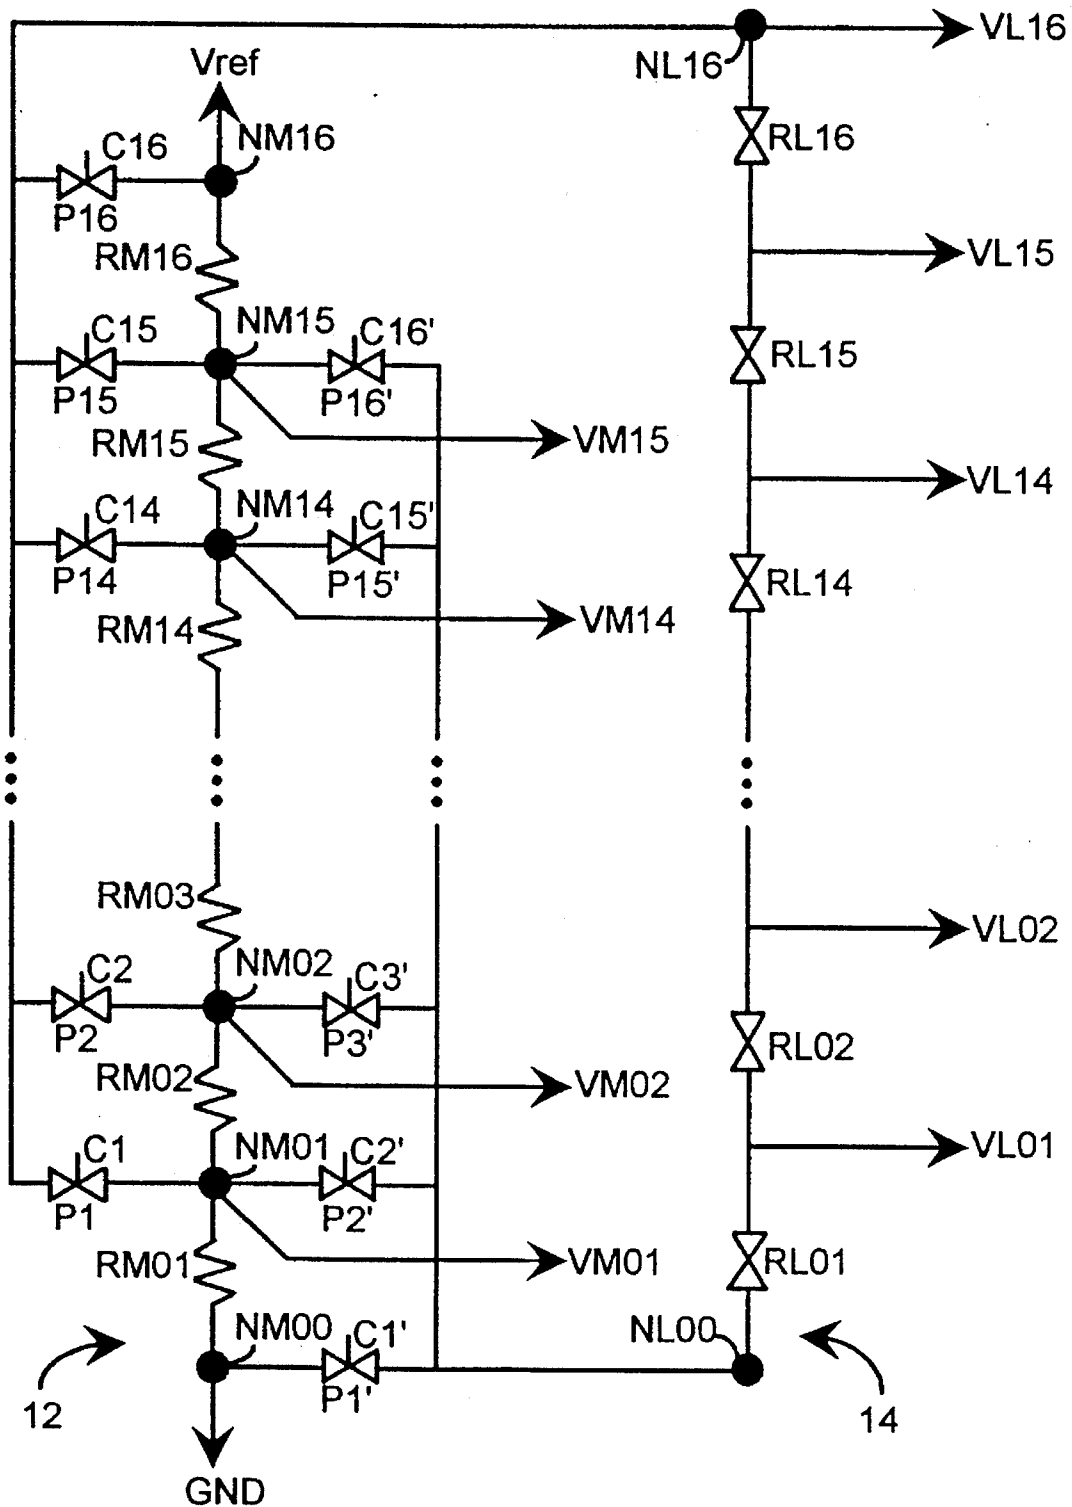 VL16
NL16
Vref
C16
NM16
P16
RL16
RM16
VL15
C15
NM15
C16'
P15
P16'
RL15
RM15
VM15
VL14
C14
NM14
C15'
P14
P15'
RL14
RM14
VM14
RM03
VL02
C2
NM02
C3'
P2
P3'
RL02
RM02
VM02
C1
NM01
C2'
VL01
P1
P2'
RM01
VM01
RL01
NM00
C1'
NL00
P1'
12
14
GND